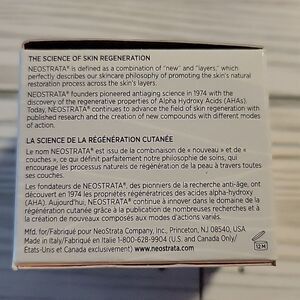 THE SCIENCE OF SKIN REGENERATION
NEOSTRATA® is defined as a combination of "new" and "layers," which
perfectly describes our skincare philosophy of promoting the skin's natural
restoration process across the skin's layers.
NEOSTRATA® founders pioneered antiaging science in 1974 with the
discovery of the regenerative properties of Alpha Hydroxy Acids (AHAs).
Today, NEOSTRATA® continues to advance the field of skin regeneration with
published research and the creation of new compounds with different modes
of action.
LA SCIENCE DE LA RÉGÉNÉRATION CUTANÉE
Le nom NEOSTRATA® est issu de la combinaison de « nouveau » et de «
couches », ce qui définit parfaitement notre philosophie de soins, qui
encourage les processus naturels de régénération de la peau à travers toutes
ses couches.
Les fondateurs de NEOSTRATA®, des pionniers de la recherche anti-âge, ont
découvert en 1974 les propriétés régénératrices des acides alpha-hydroxy
(AHA). Aujourd'hui, NEOSTRATA® continue à innover dans le domaine de la
régénération cutanée grâce à la publication de nombreuses recherches et à
la création de nouveaux composés aux modes d'action variés.
Mfd. for/Fabriqué pour NeoStrata Company, Inc., Princeton, NJ 08540, USA
Made in Italy/Fabriqué en Italie 1-800-628-9904 (U.S. and Canada Only/
États-Unis et Canada exclusivement) www.neostrata.com
12 M